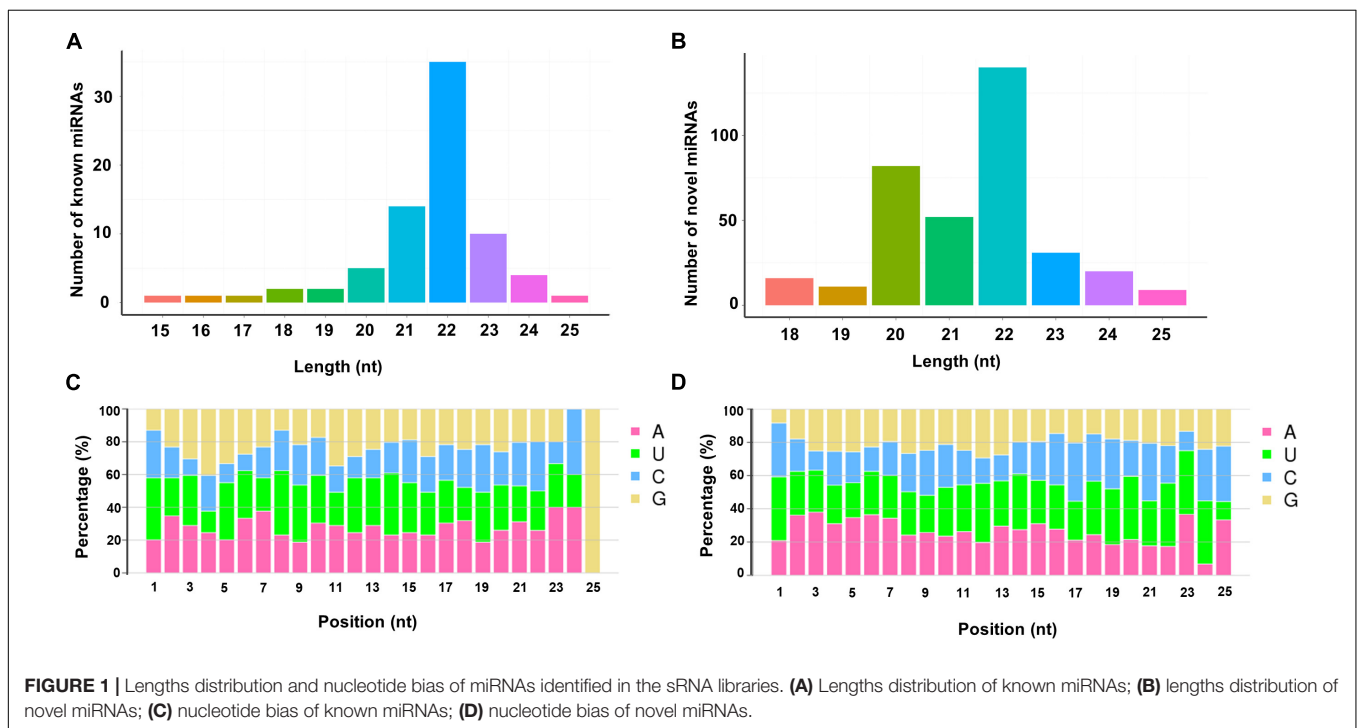 A
Number of known miRNAs
30
20
10
0
15 16 17 18 19 20 21 22 23 24 25
Length (nt)
B
Number of novel miRNAs
100
50
0
18 19 20 21 22 23 24 25
Length (nt)
C
Percentage (%)
100
80
60
40
20
0
1 3 5 7 9 11 13 15 17 19 21 23 25
Position (nt)
A
U
C
G
D
Percentage (%)
100
80
60
40
20
0
1 3 5 7 9 11 13 15 17 19 21 23 25
Position (nt)
A
U
C
G
FIGURE 1 | Lengths distribution and nucleotide bias of miRNAs identified in the sRNA libraries. (A) Lengths distribution of known miRNAs; (B) lengths distribution of
novel miRNAs; (C) nucleotide bias of known miRNAs; (D) nucleotide bias of novel miRNAs.